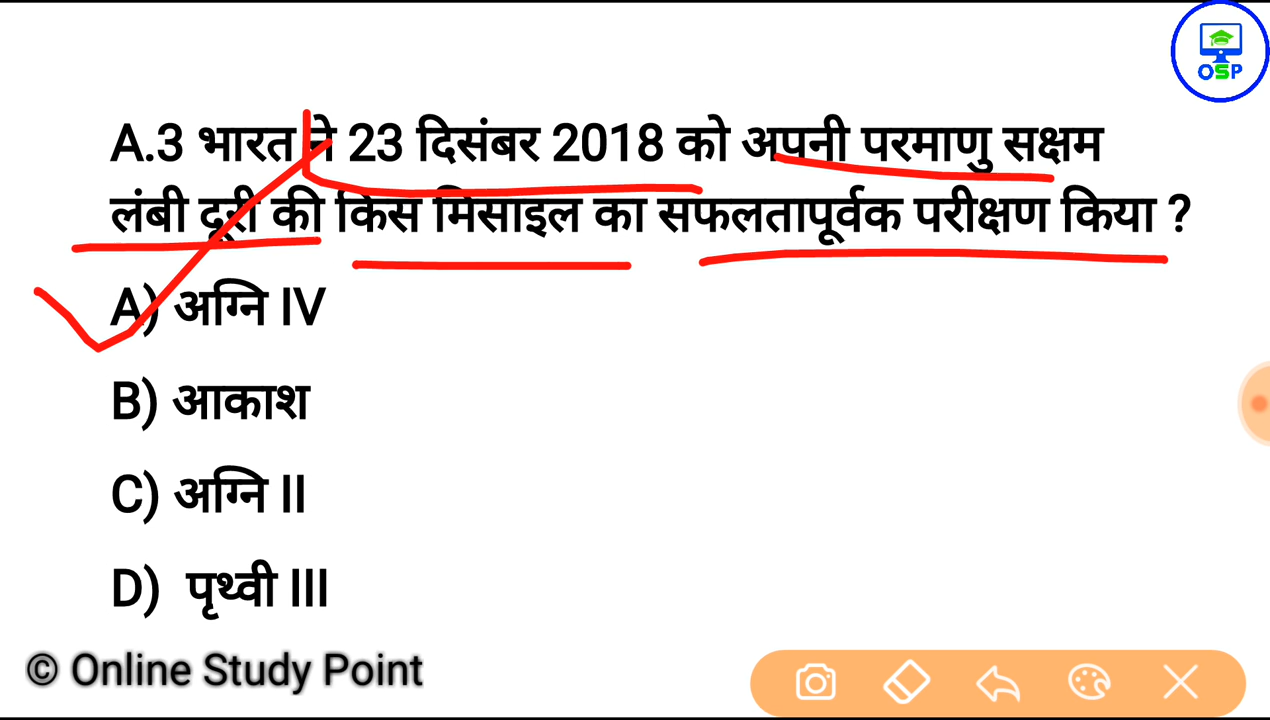 OSP
A.3 भारत ने 23 दिसंबर 2018 को अपनी परमाणु सक्षम
लंबी दूरी की किस मिसाइल का सफलतापूर्वक परीक्षण किया ?
A) अग्नि IV
B) आकाश
C) अग्नि II
D) पृथ्वी III
© Online Study Point